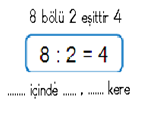 8 bölü 2 eşittir 4
8 : 2 = 4
........ içinde ...... , ....... kere